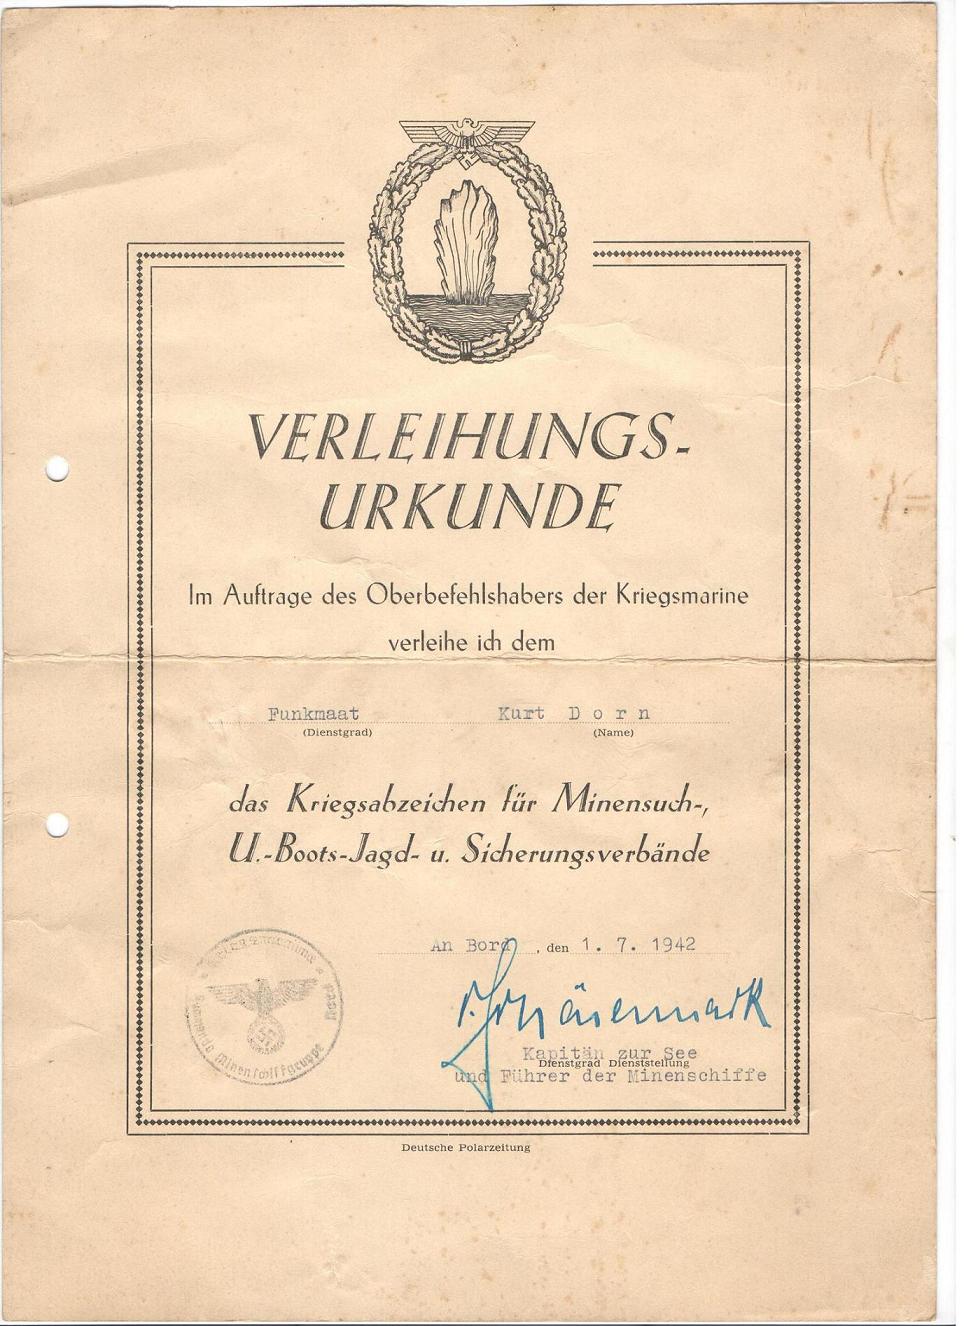 VERLEIHUNGS-
URKUNDE
Im Auftrage des Oberbefehlshabers der Kriegsmarine
verleihe ich dem
Funkmaat Kurt D o r n
(Dienstgrad) (Name)
das Kriegsabzeichen für Minensuch-,
U.-Boots-Jagd- u. Sicherungsverbände
An Bord , den 1. 7. 1942
Kapitän zur See
Dienstgrad Dienststellung
und Führer der Minenschiffe
Kommando Minenschiffgruppe
Deutsche Polarzeitung